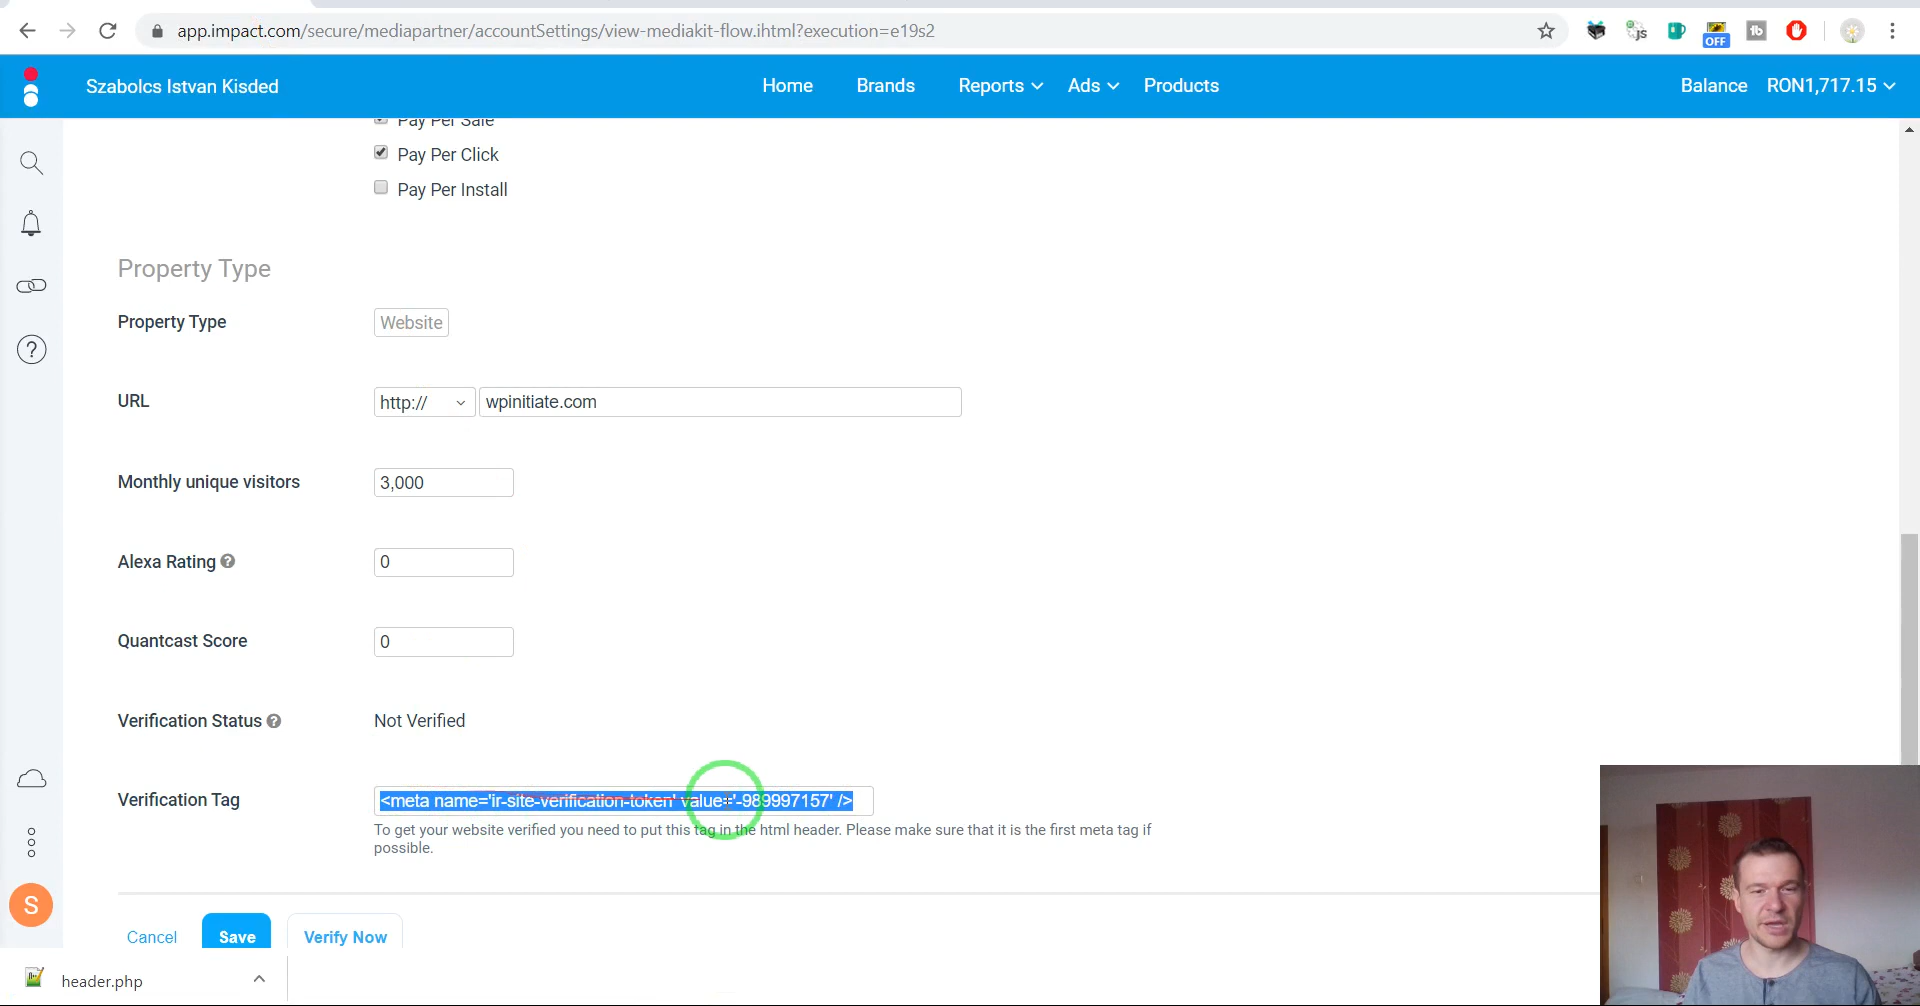 app.impact.com/secure/mediapartner/accountSettings/view-mediakit-flow.ihtml?execution=e19s2
JS
OFF
tb
Szabolcs Istvan Kisded
Home
Brands
Reports
Ads
Products
Balance RON1,717.15
Pay Per Sale
Pay Per Click
Pay Per Install
Property Type
Property Type
Website
URL
http://
wpinitiate.com
Monthly unique visitors
3,000
Alexa Rating ?
0
Quantcast Score
0
Verification Status ?
Not Verified
Verification Tag
<meta name='ir-site-verification-token' value='-989997157' />
To get your website verified you need to put this tag in the html header. Please make sure that it is the first meta tag if
possible.
?
S
Cancel
Save
Verify Now
header.php